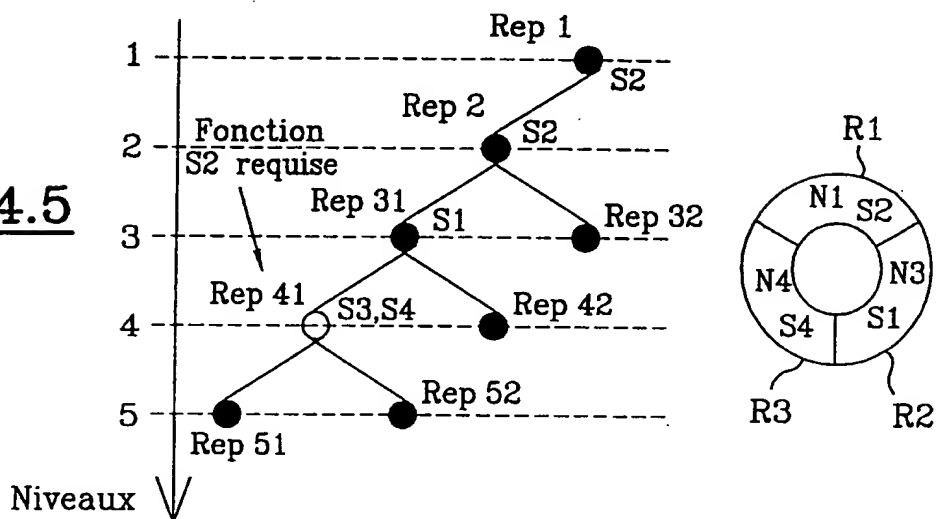 Rep 1
1
S2
Rep 2
S2
2
Fonction
S2 requise
4.5
Rep 31
S1
Rep 32
3
Rep 41
S3,S4
Rep 42
4
Rep 52
5
Rep 51
Niveaux
R1
N1
S2
N4
N3
S4
S1
R3
R2